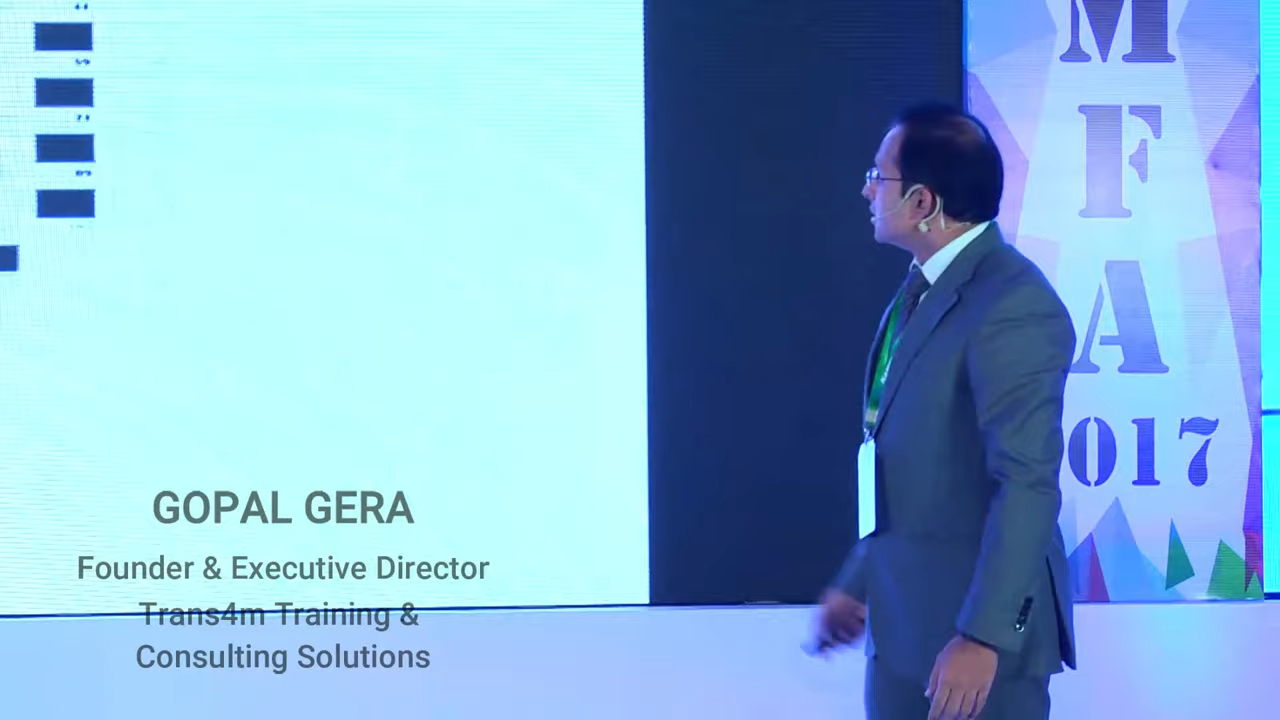 M
F
A
017
GOPAL GERA
Founder & Executive Director
Trans4m Training &
Consulting Solutions